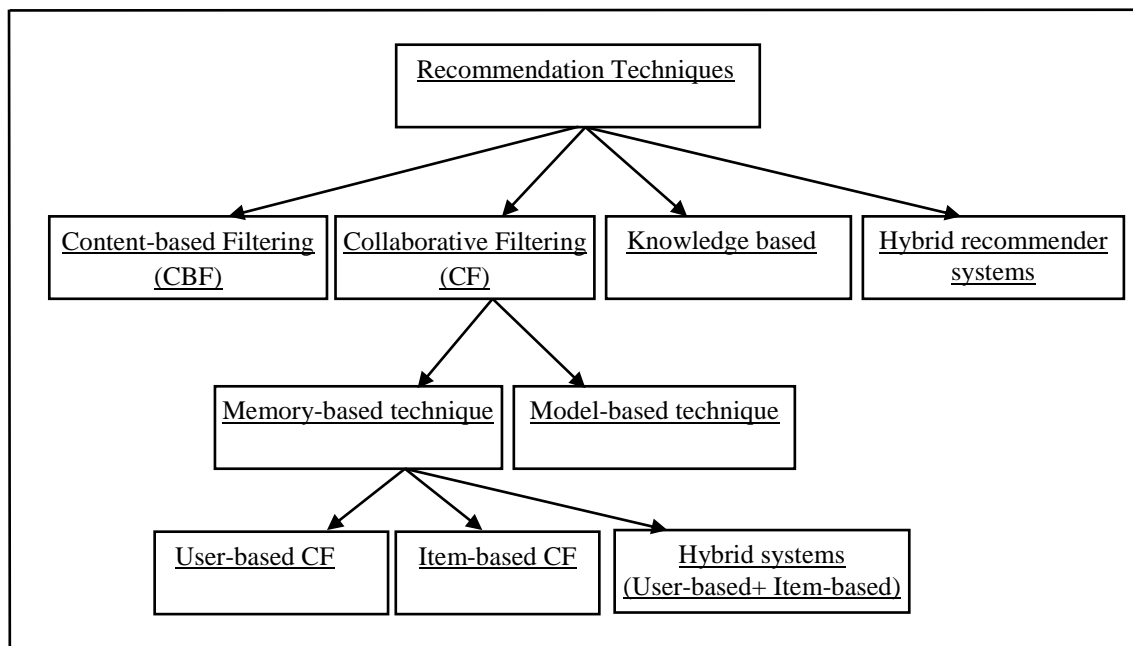 Recommendation Techniques
Content-based Filtering
(CBF)
Collaborative Filtering
(CF)
Knowledge based
Hybrid recommender
systems
Memory-based technique
Model-based technique
User-based CF
Item-based CF
Hybrid systems
(User-based+ Item-based)